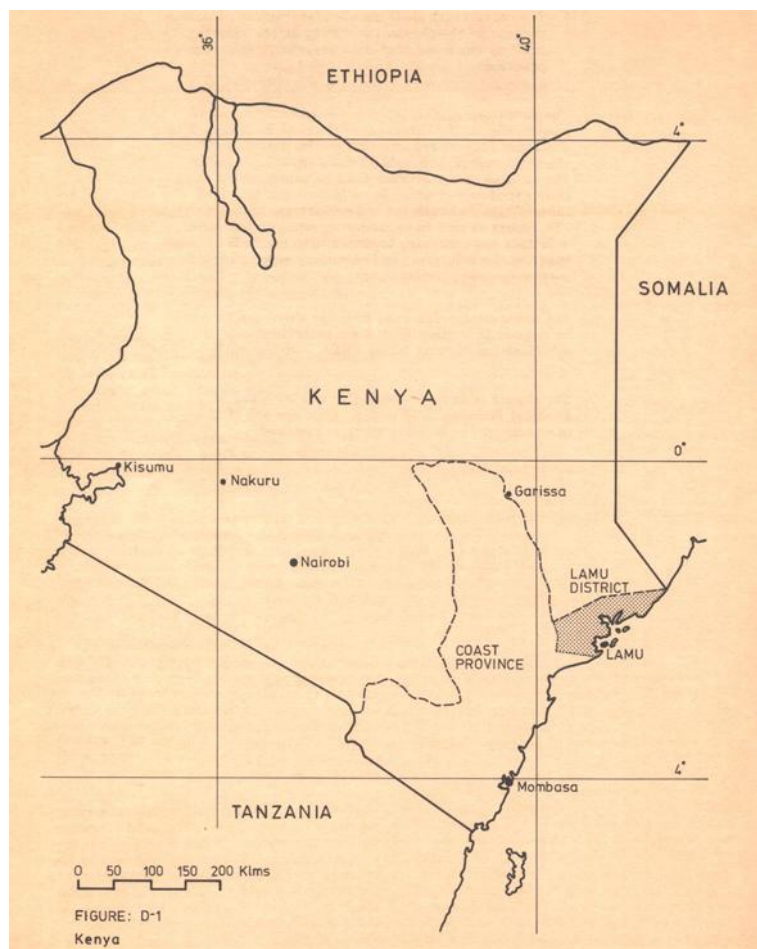 36°
40°
ETHIOPIA
4°
SOMALIA
KENYA
0°
Kisumu
Nakuru
Garissa
Nairobi
LAMU
DISTRICT
COAST
PROVINCE
LAMU
4°
Mombasa
TANZANIA
0 50 100 150 200 Klms
FIGURE: D-1
Kenya